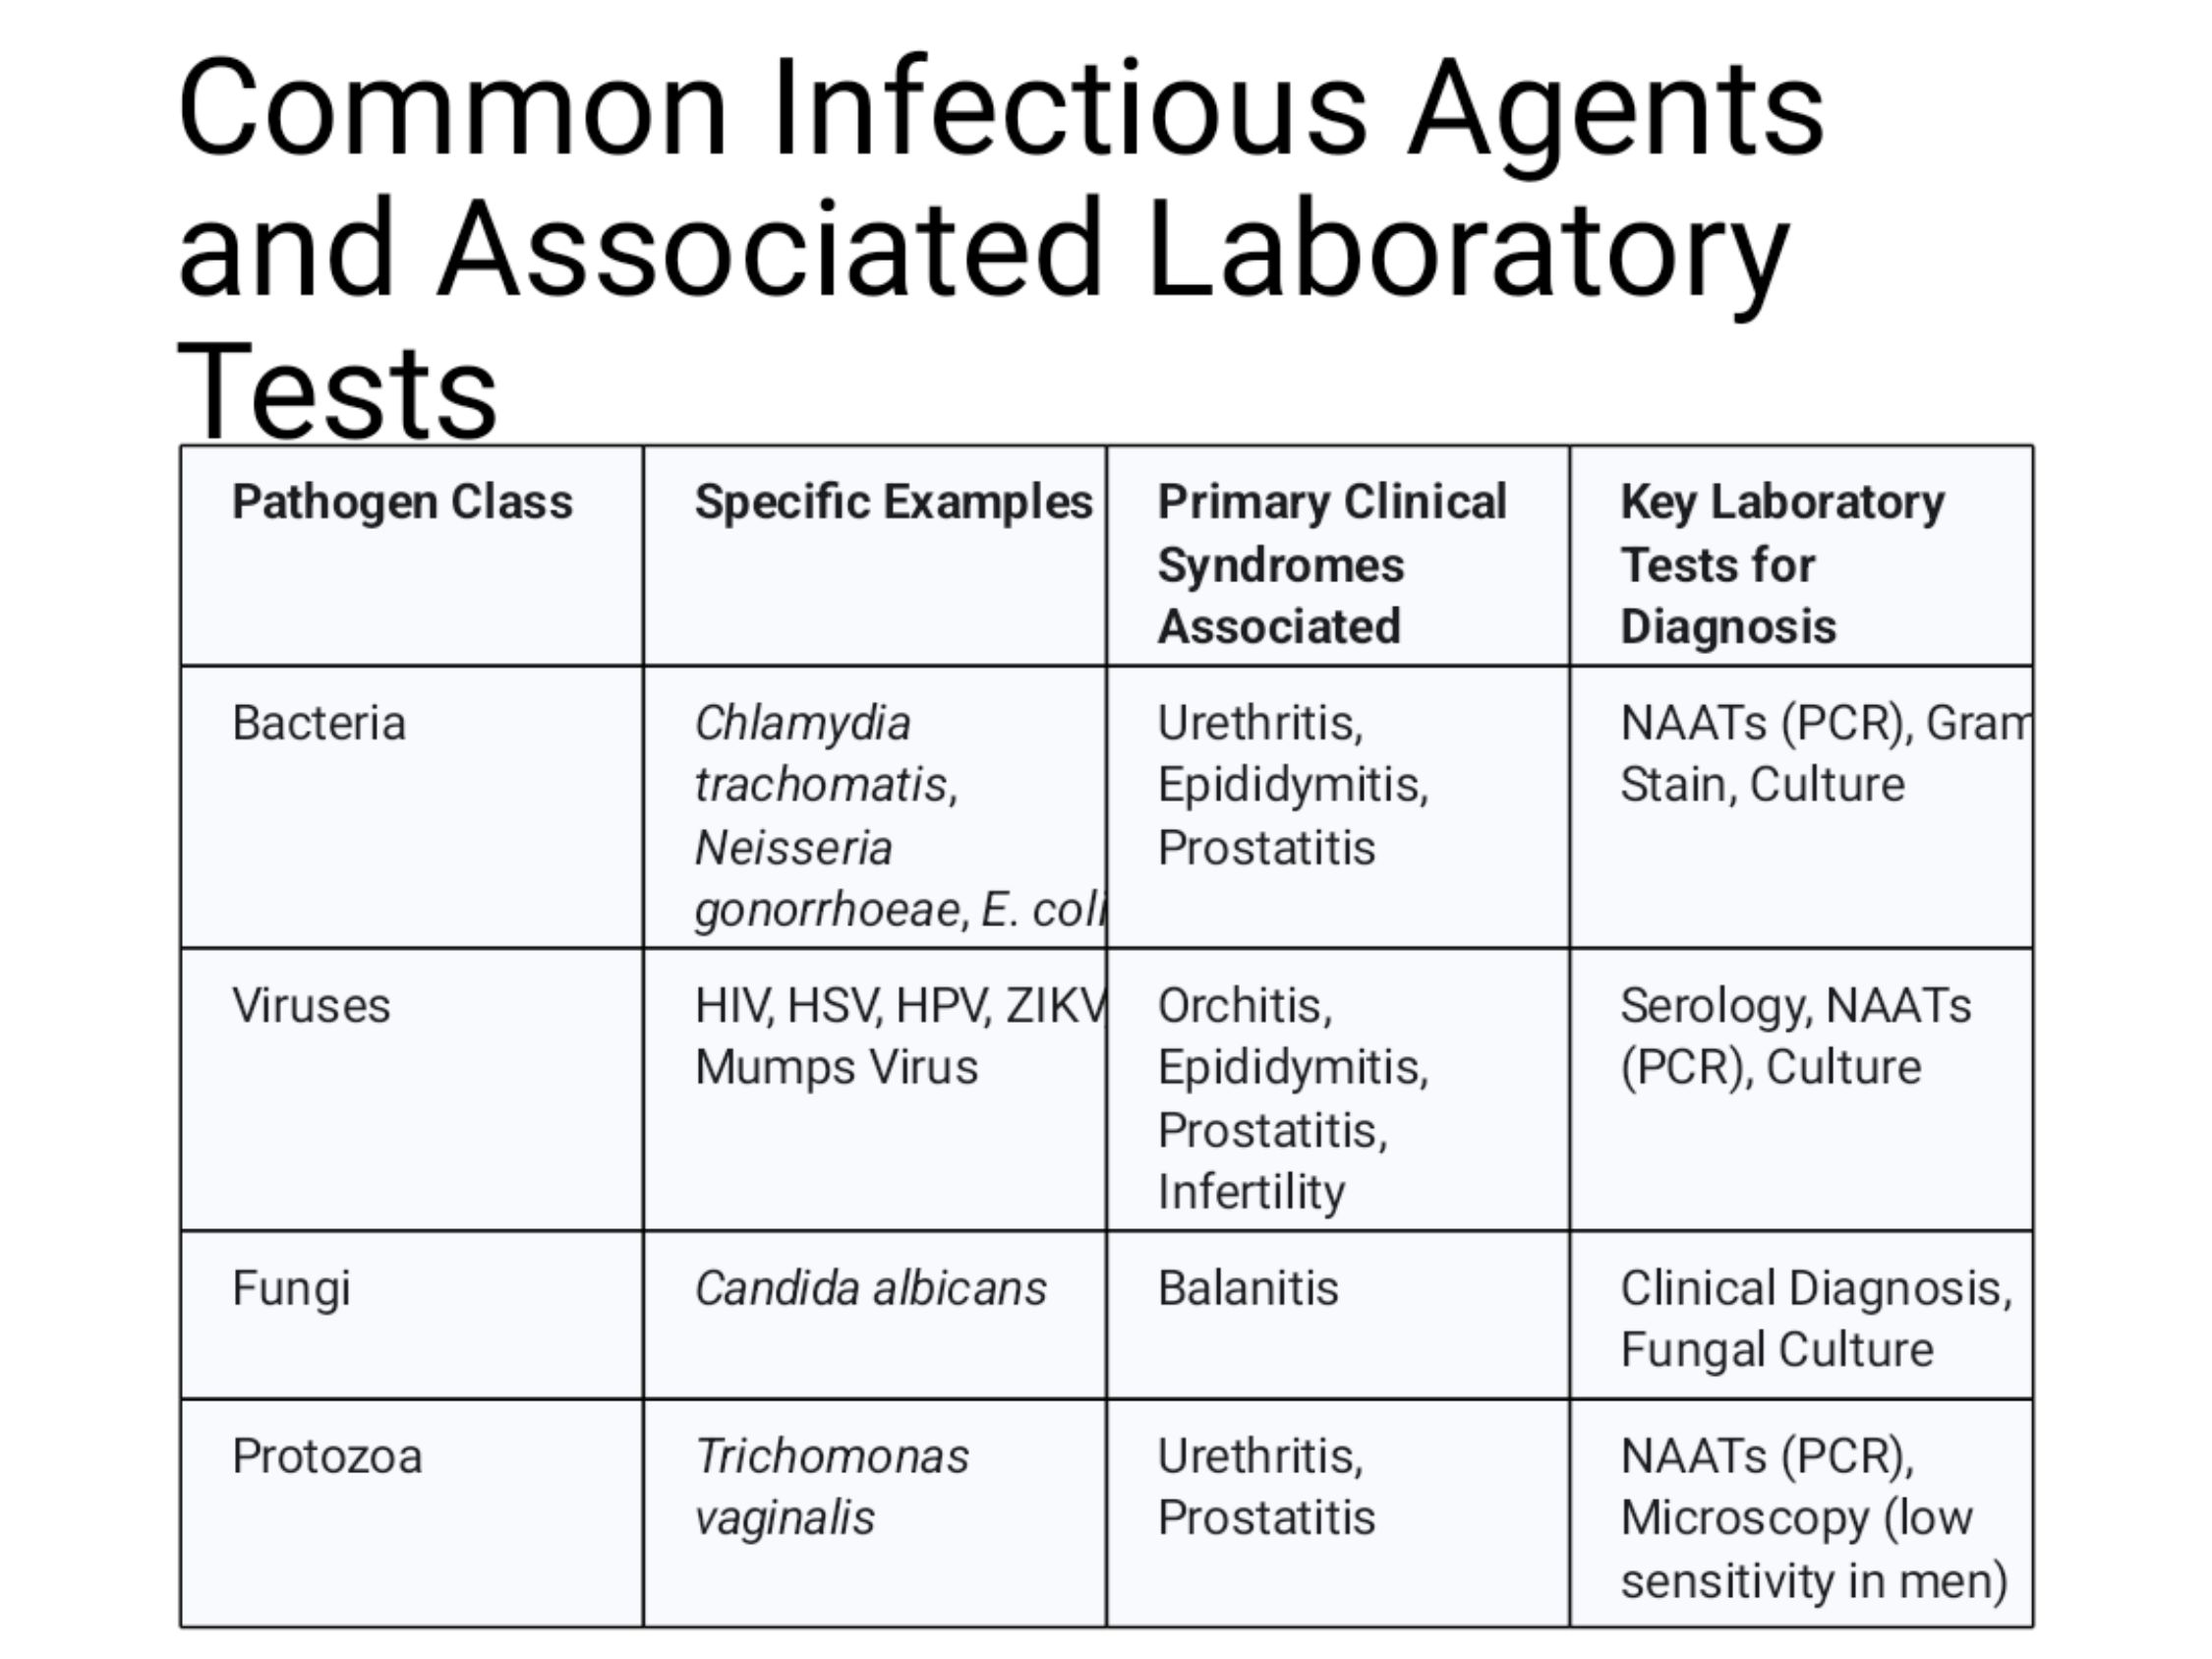 Common Infectious Agents
and Associated Laboratory
Tests
Pathogen Class
Specific Examples
Primary Clinical
Syndromes
Associated
Key Laboratory
Tests for
Diagnosis
Bacteria
Chlamydia
trachomatis,
Neisseria
gonorrhoeae, E. coli
Urethritis,
Epididymitis,
Prostatitis
NAATs (PCR), Gram
Stain, Culture
Viruses
HIV, HSV, HPV, ZIKV
Mumps Virus
Orchitis,
Epididymitis,
Prostatitis,
Infertility
Serology, NAATs
(PCR), Culture
Fungi
Candida albicans
Balanitis
Clinical Diagnosis,
Fungal Culture
Protozoa
Trichomonas
vaginalis
Urethritis,
Prostatitis
NAATs (PCR),
Microscopy (low
sensitivity in men)